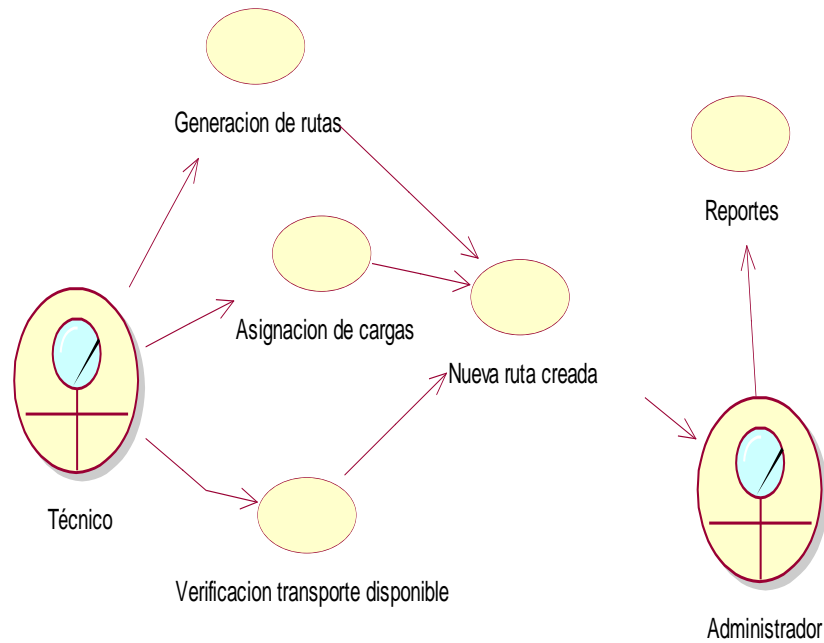 Generacion de rutas
Reportes
Asignacion de cargas
Nueva ruta creada
Técnico
Verificacion transporte disponible
Administrador